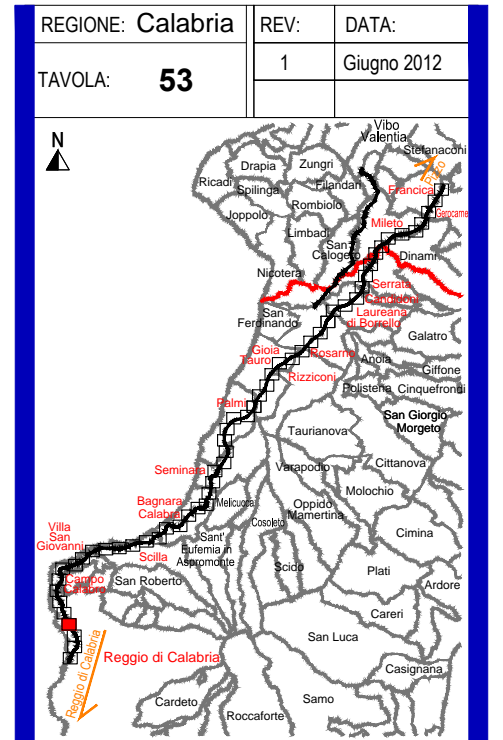 REGIONE: Calabria
REV:
DATA:
TAVOLA: 53
1
Giugno 2012
N
Vibo
Valentia
Stefanaconi
Pizzo
Drapia
Zungri
Ricadi
Spilinga
Filandari
Francica
Joppolo
Rombiolo
Gerocarne
Limbadi
Mileto
San
Calogero
Dinami
Nicotera
Serrata
Candidoni
San
Ferdinando
Laureana
di Borrello
Galatro
Gioia
Tauro
Rosarno
Anoia
Giffone
Rizziconi
Polistena
Cinquefrondi
Palmi
San Giorgio
Morgeto
Taurianova
Seminara
Varapodio
Cittanova
Molochio
Bagnara
Calabra
Melicuccà
Oppido
Mamertina
Cosoleto
Villa
San
Giovanni
Sant'
Eufemia in
Aspromonte
Cimina
Scilla
Scido
Campo
Calabro
San Roberto
Plati
Ardore
Careri
San Luca
Reggio di Calabria
Reggio di Calabria
Casignana
Cardeto
Samo
Roccaforte